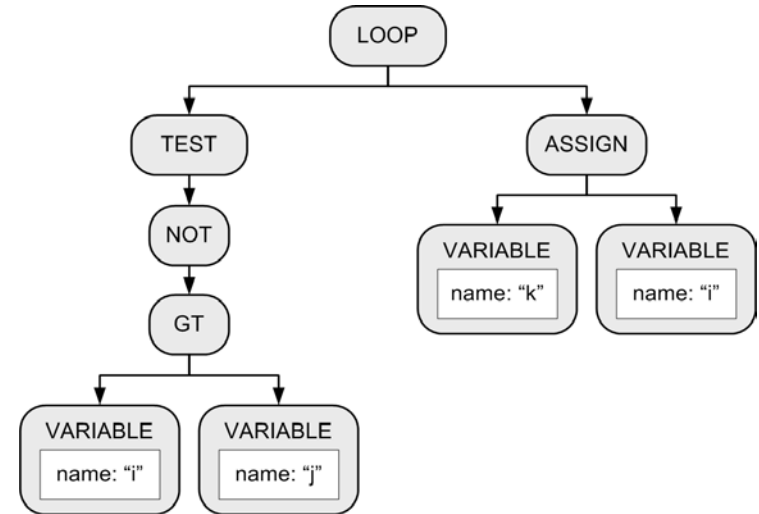 LOOP
TEST
ASSIGN
NOT
VARIABLE
name: “k”
VARIABLE
name: “i”
GT
VARIABLE
name: “i”
VARIABLE
name: “j”